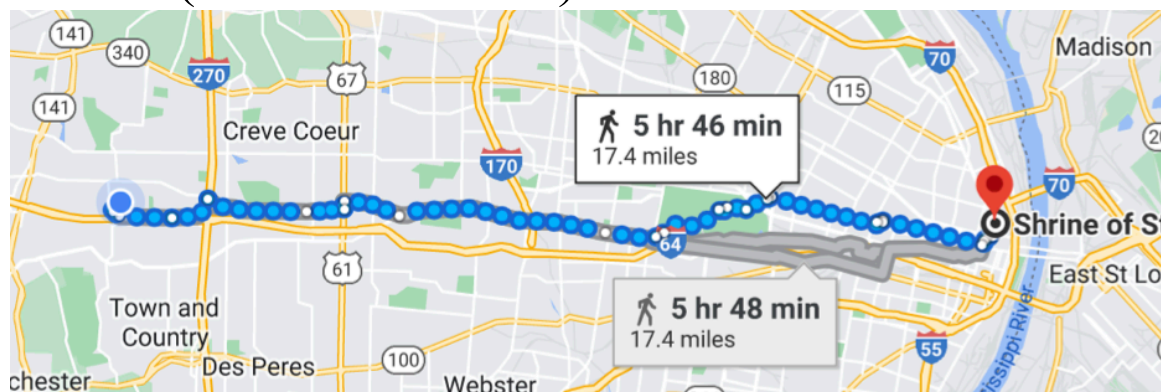 141
340
270
67
70
Madison
180
141
115
Creve Coeur
5 hr 46 min
17.4 miles
170
70
Shrine of S
64
61
East St Lo
5 hr 48 min
17.4 miles
Town and
Country
55
Des Peres
100
chester
Webster
sissippi River